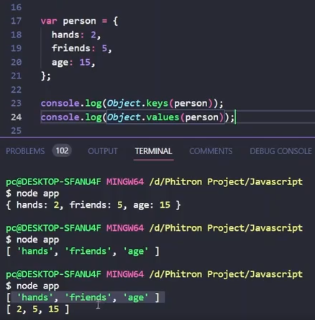 16
17 var person = {
18 hands: 2,
19 friends: 5,
20 age: 15,
21 };
22
23 console.log(Object.keys(person));
24 console.log(Object.values(person));
25
PROBLEMS 102 OUTPUT TERMINAL COMMENTS DEBUG CONSOLE
pc@DESKTOP-SFANU4F MINGW64 /d/Phitron Project/Javascript
$ node app
{ hands: 2, friends: 5, age: 15 }
pc@DESKTOP-SFANU4F MINGW64 /d/Phitron Project/Javascript
$ node app
[ 'hands', 'friends', 'age' ]
pc@DESKTOP-SFANU4F MINGW64 /d/Phitron Project/Javascript
$ node app
[ 'hands', 'friends', 'age' ]
[ 2, 5, 15 ]